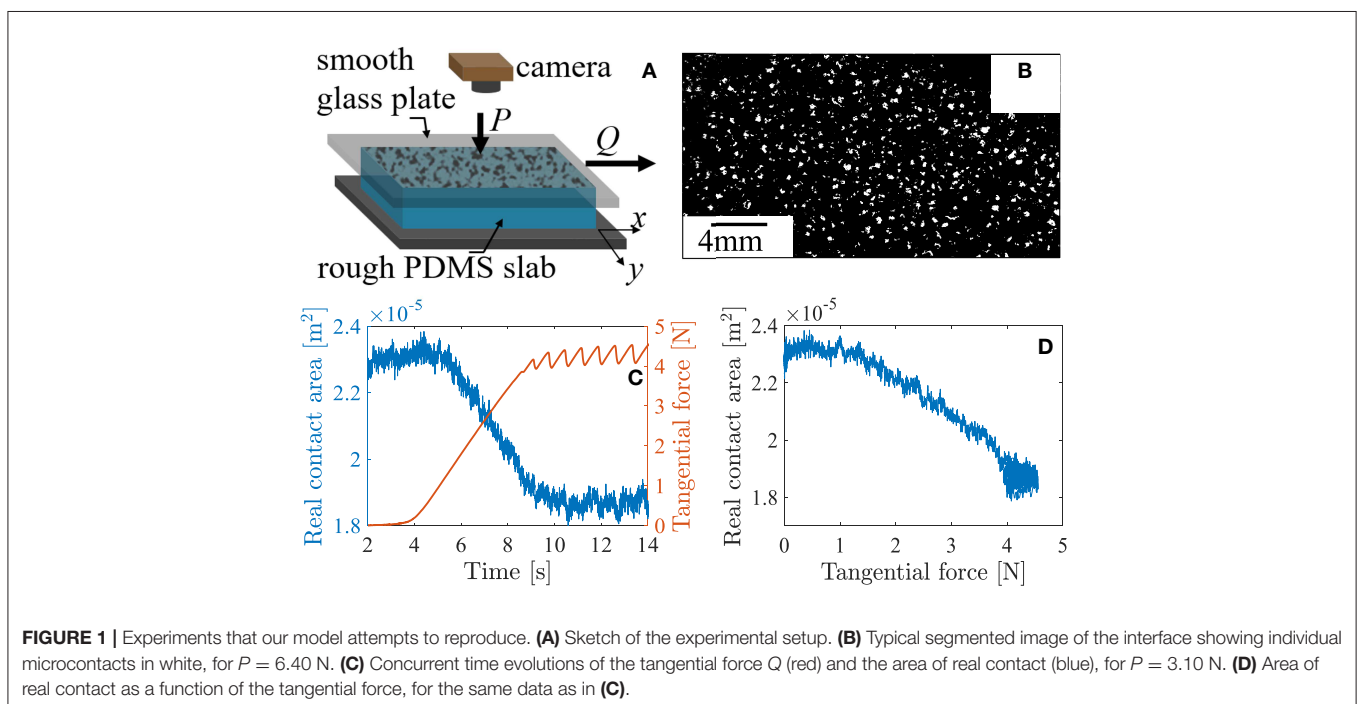 smooth
glass plate
camera
A
P
Q
x
y
rough PDMS slab
B
4mm
×10⁻⁵
Real contact area [m²]
2.4
2.2
2
1.8
2 4 6 8 10 12 14
Time [s]
5
4
3
2
1
0
Tangential force [N]
C
×10⁻⁵
Real contact area [m²]
2.4
2.2
2
1.8
0 1 2 3 4 5
Tangential force [N]
D
FIGURE 1 | Experiments that our model attempts to reproduce. (A) Sketch of the experimental setup. (B) Typical segmented image of the interface showing individual
microcontacts in white, for P = 6.40 N. (C) Concurrent time evolutions of the tangential force Q (red) and the area of real contact (blue), for P = 3.10 N. (D) Area of
real contact as a function of the tangential force, for the same data as in (C).